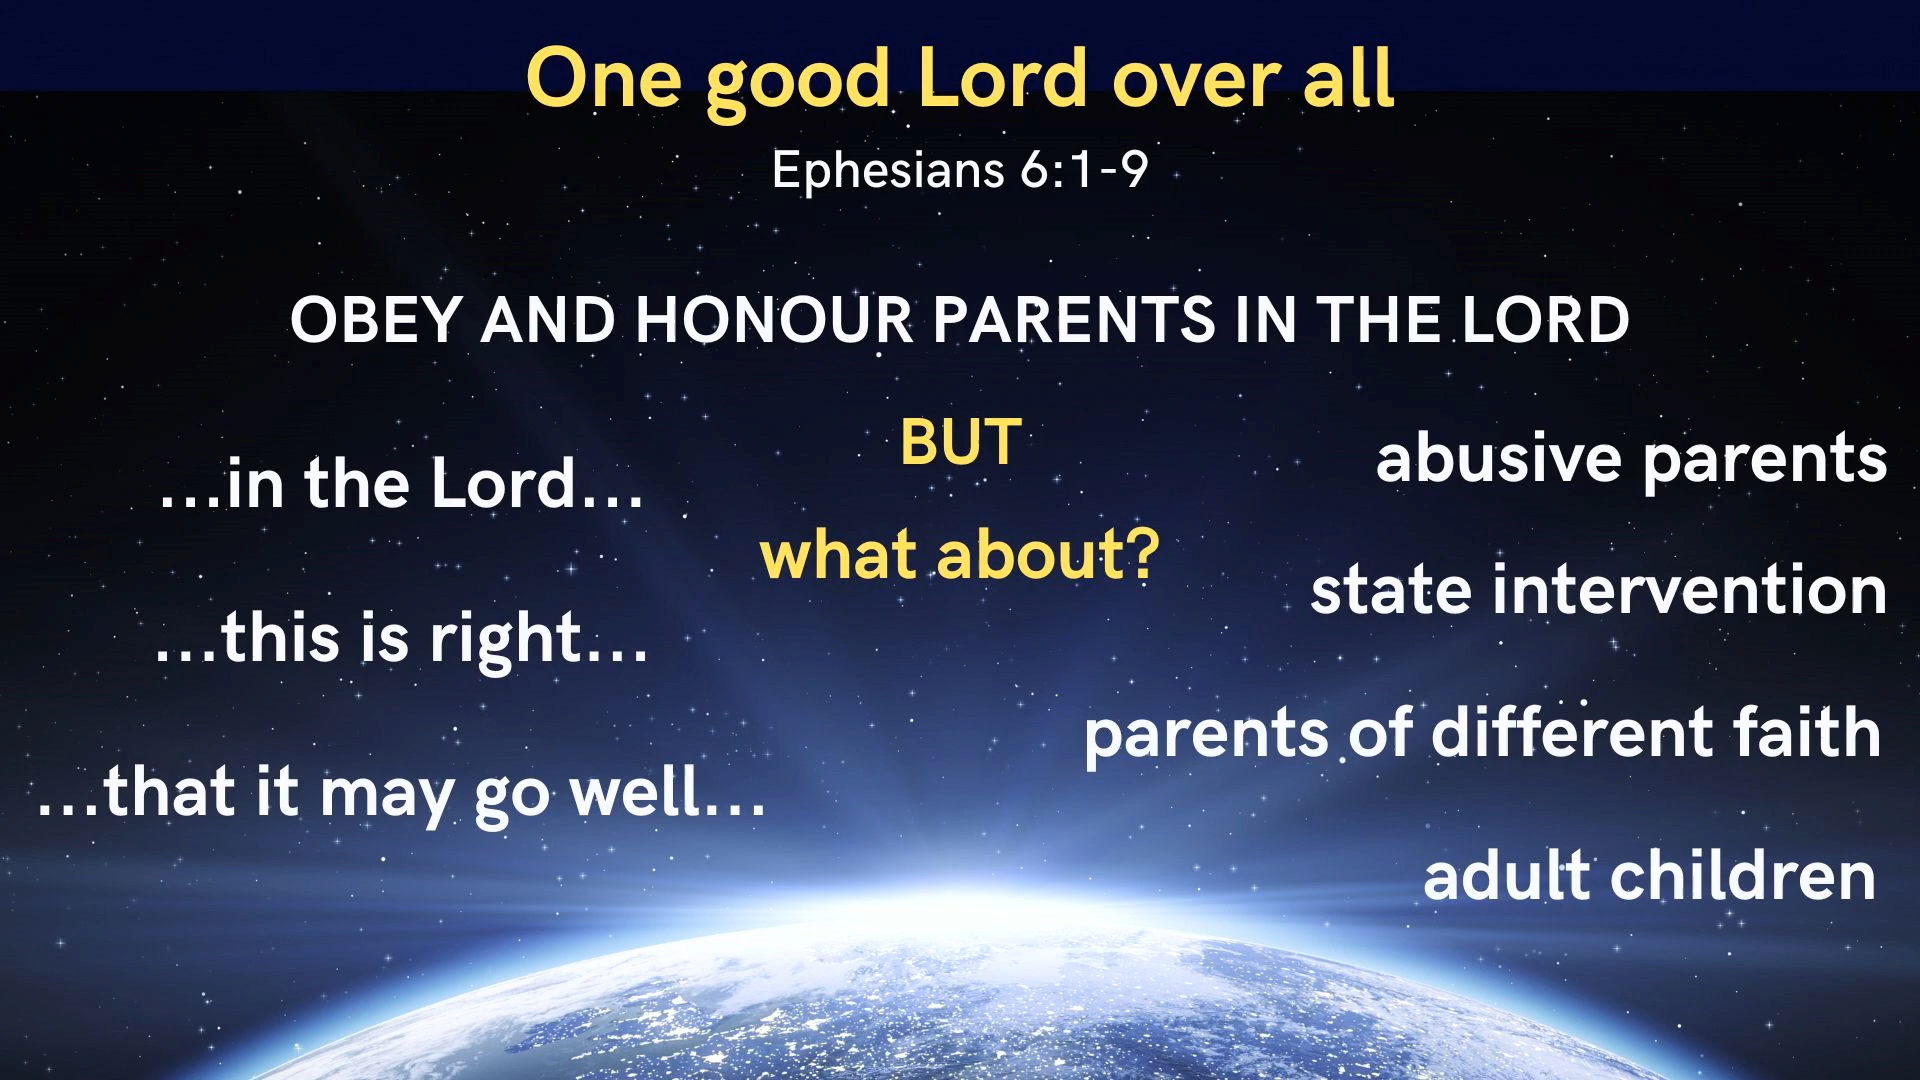 One good Lord over all
Ephesians 6:1-9
OBEY AND HONOUR PARENTS IN THE LORD
...in the Lord...
...this is right...
...that it may go well...
BUT
what about?
abusive parents
state intervention
parents of different faith
adult children